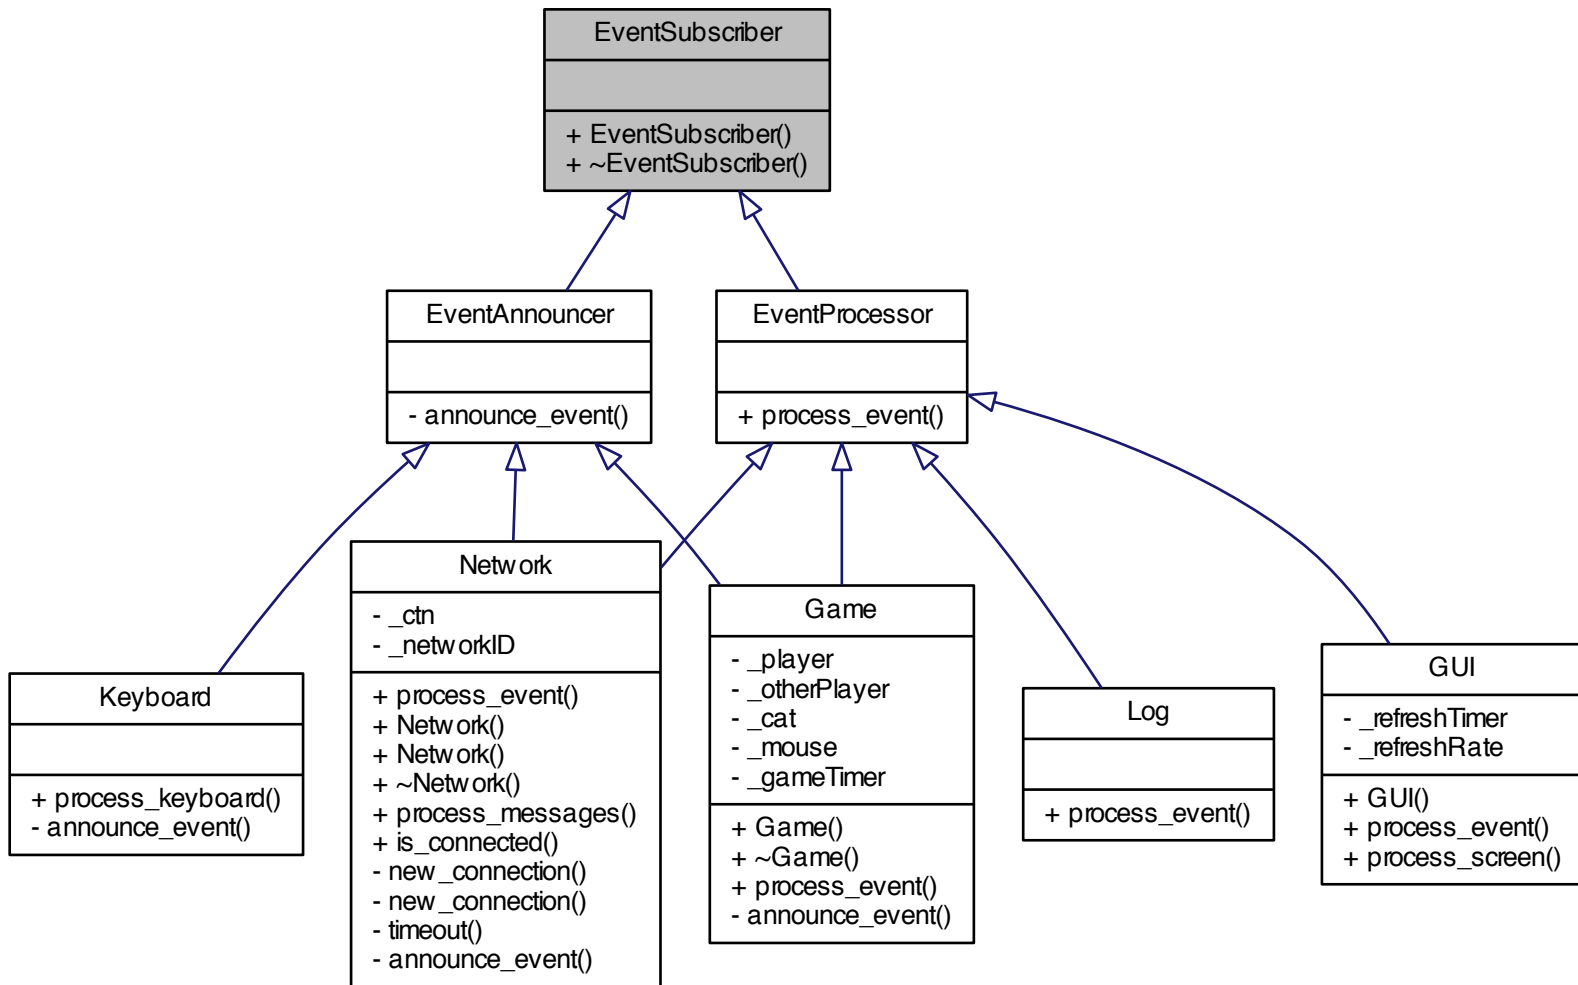 EventSubscriber
+ EventSubscriber()
+ ~EventSubscriber()
EventAnnouncer
- announce_event()
EventProcessor
+ process_event()
Keyboard
+ process_keyboard()
- announce_event()
Network
- _ctn
- _networkID
+ process_event()
+ Network()
+ Network()
+ ~Network()
+ process_messages()
+ is_connected()
- new_connection()
- new_connection()
- timeout()
- announce_event()
Game
- _player
- _otherPlayer
- _cat
- _mouse
- _gameTimer
+ Game()
+ ~Game()
+ process_event()
- announce_event()
Log
+ process_event()
GUI
- _refreshTimer
- _refreshRate
+ GUI()
+ process_event()
+ process_screen()